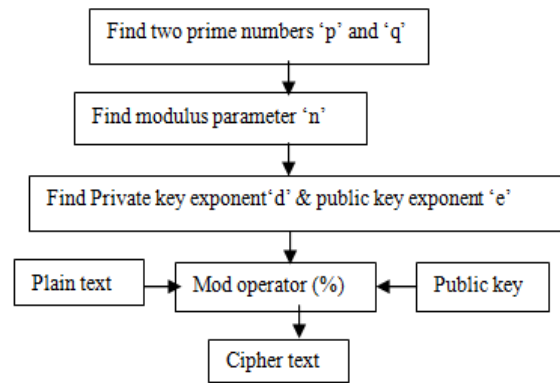 Find two prime numbers ‘p’ and ‘q’
Find modulus parameter ‘n’
Find Private key exponent‘d’ & public key exponent ‘e’
Plain text
Mod operator (%)
Public key
Cipher text